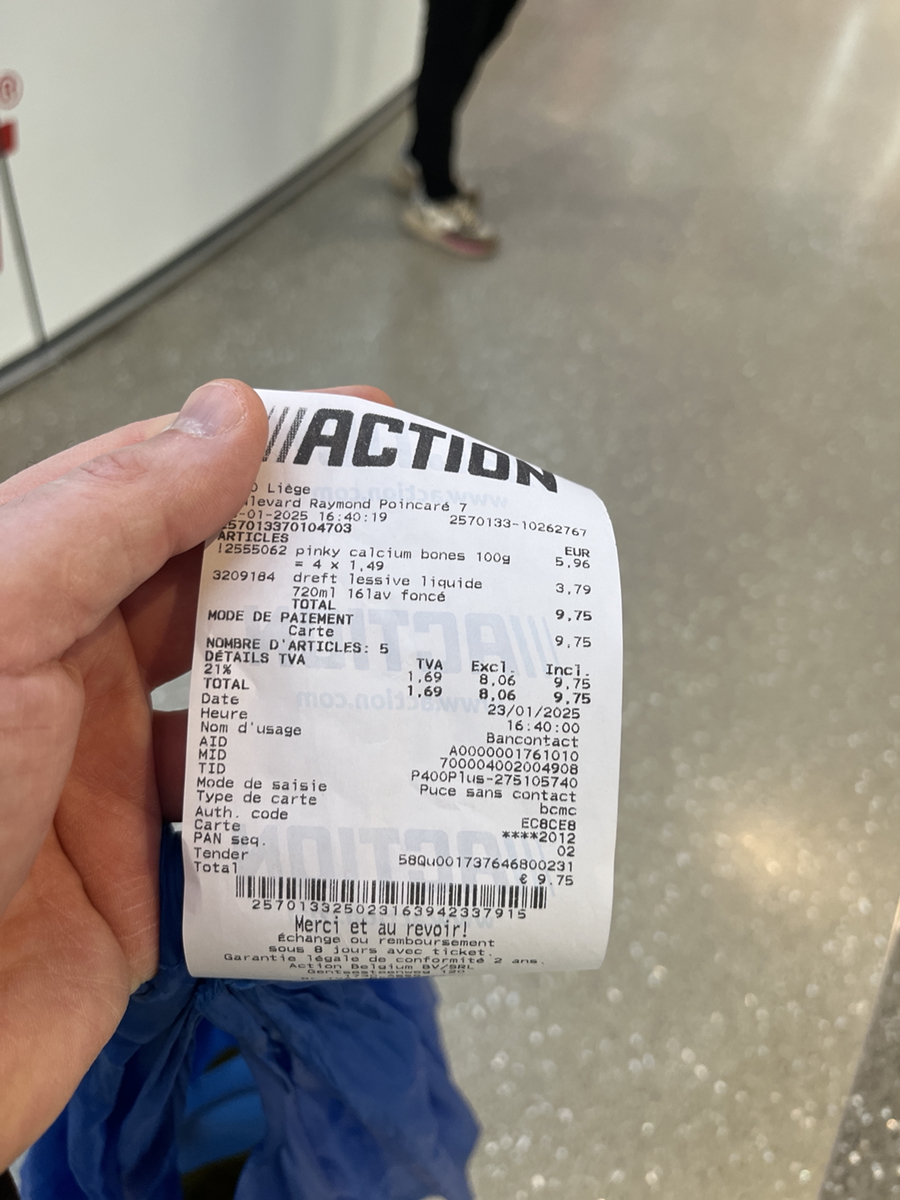 ACTION
Liège
Raymond Poincaré 7
-01-2025 16:40:19 2570133-10262767
257013370104703
ARTICLES EUR
!2555062 pinky calcium bones 100g 5,96
= 4 x 1,49
3209184 dreft lessive liquide 3,79
720ml 16lav foncé
TOTAL 9,75
MODE DE PAIEMENT
Carte 9,75
NOMBRE D'ARTICLES: 5
DÉTAILS TVA TVA Excl. Incl.
21% 1,69 8,06 9,75
TOTAL 1,69 8,06 9,75
Date 23/01/2025
Heure 16:40:00
Nom d'usage Bancontact
AID A0000001761010
MID 700004002004908
TID P400Plus-275105740
Mode de saisie Puce sans contact
Type de carte bcmc
Auth. code EC8CE8
Carte ****2012
PAN seq. 02
Tender 58Qu001737646800231
Total € 9.75
257013325023163942337915
Merci et au revoir!
Échange ou remboursement
sous 8 jours avec ticket.
Garantie légale de conformité 2 ans.
Action Belgium BV/SRL